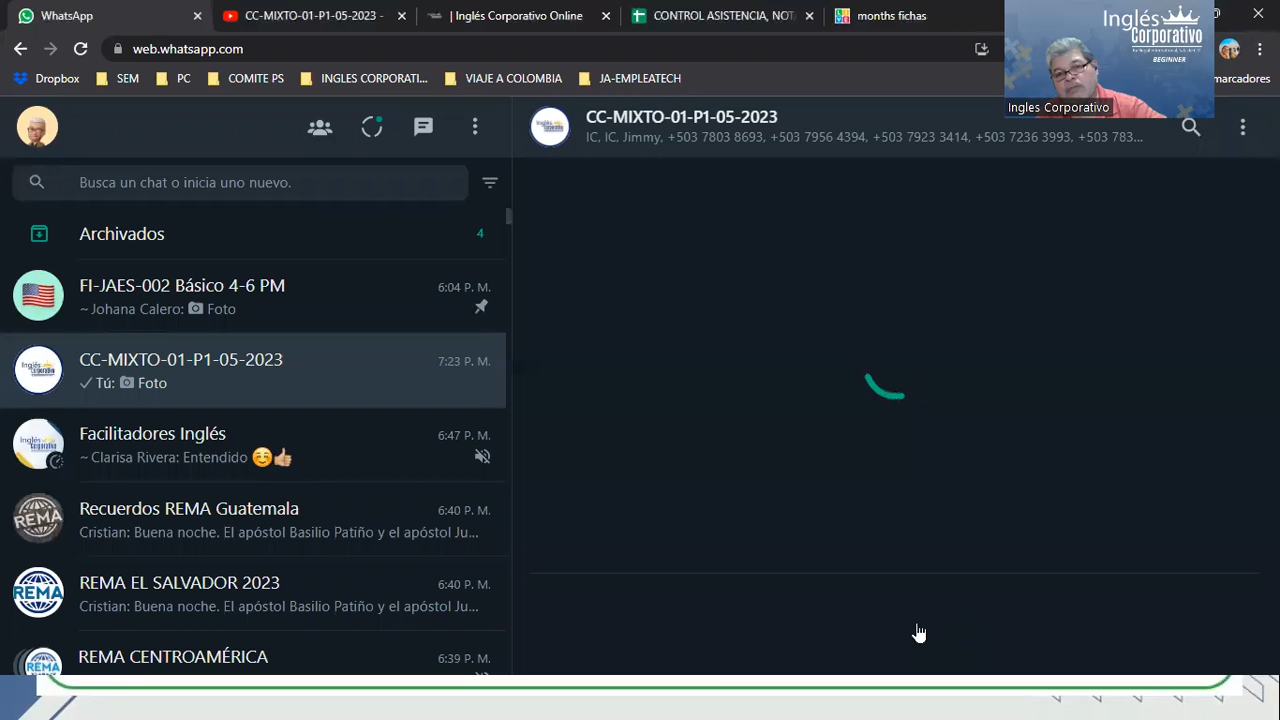 WhatsApp
CC-MIXTO-01-P1-05-2023 -
| Inglés Corporativo Online
CONTROL ASISTENCIA, NOTA
months fichas
web.whatsapp.com
Dropbox
SEM
PC
COMITE PS
INGLES CORPORATI...
VIAJE A COLOMBIA
JA-EMPLEATECH
marcadores
Inglés
Corporativo
BEGINNER
Ingles Corporativo
CC-MIXTO-01-P1-05-2023
IC, IC, Jimmy, +503 7803 8693, +503 7956 4394, +503 7923 3414, +503 7236 3993, +503 783...
Busca un chat o inicia uno nuevo.
Archivados
4
FI-JAES-002 Básico 4-6 PM
6:04 P. M.
~ Johana Calero: Foto
CC-MIXTO-01-P1-05-2023
7:23 P. M.
Tú: Foto
Facilitadores Inglés
6:47 P. M.
~ Clarisa Rivera: Entendido ☺️👍🏼
Recuerdos REMA Guatemala
6:40 P. M.
Cristian: Buena noche. El apóstol Basilio Patiño y el apóstol Ju...
REMA
REMA EL SALVADOR 2023
6:40 P. M.
Cristian: Buena noche. El apóstol Basilio Patiño y el apóstol Ju...
REMA
REMA CENTROAMÉRICA
6:39 P. M.
REMA